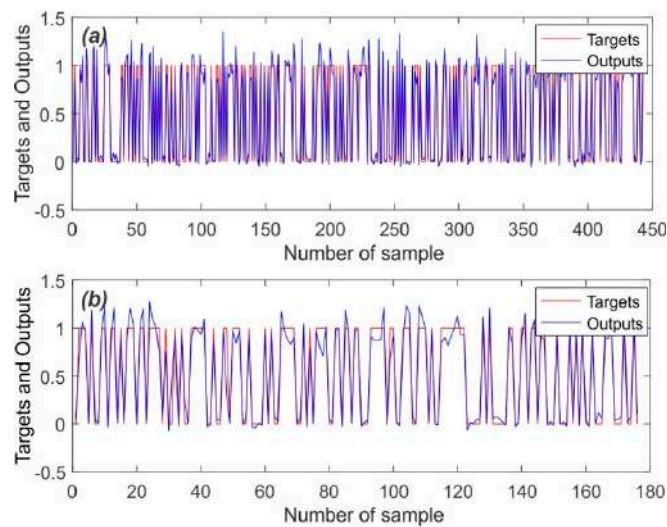 1.5
(a)
Targets
Outputs
1
0.5
0
-0.5
Targets and Outputs
0 50 100 150 200 250 300 350 400 450
Number of sample
1.5
(b)
Targets
Outputs
1
0.5
0
-0.5
Targets and Outputs
0 20 40 60 80 100 120 140 160 180
Number of sample